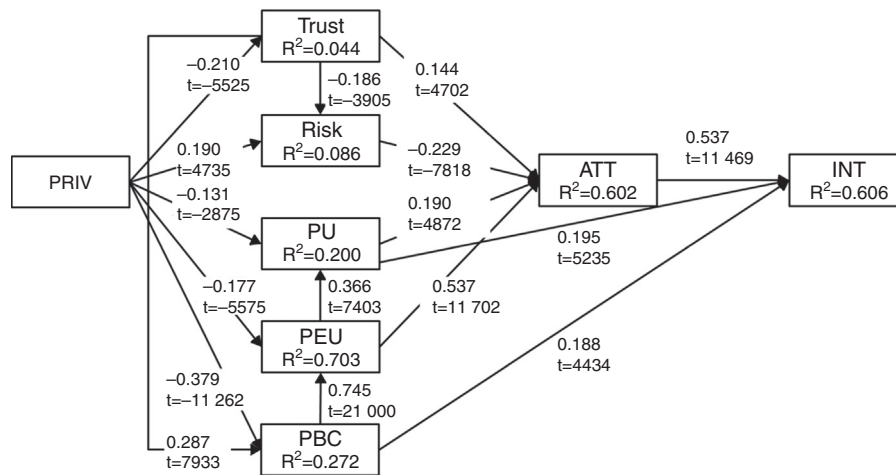 Trust
R²=0.044
–0.210
t=–5525
–0.186
t=–3905
0.144
t=4702
Risk
R²=0.086
0.190
t=4735
–0.229
t=–7818
0.537
t=11 469
PRIV
ATT
R²=0.602
INT
R²=0.606
–0.131
t=–2875
0.190
t=4872
PU
R²=0.200
0.195
t=5235
–0.177
t=–5575
0.366
t=7403
0.537
t=11 702
PEU
R²=0.703
0.188
t=4434
–0.379
t=–11 262
0.745
t=21 000
PBC
R²=0.272
0.287
t=7933